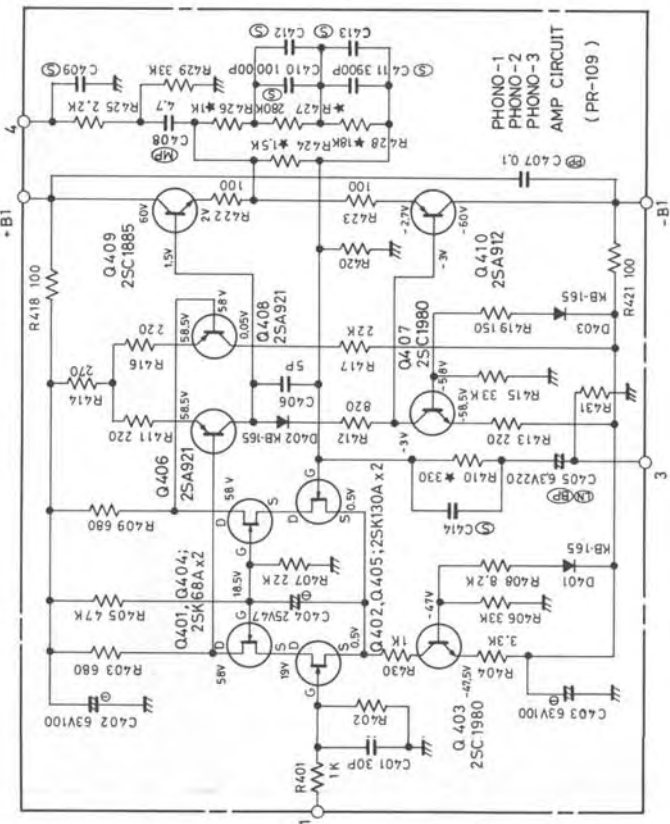 +B1
4
C409 Ⓢ
R425 2.2K
R429 33K
4.7
C408
MP
★1K R426
C412 Ⓢ
C410 100 00P
Ⓢ
280K R427 ★
★1.5K R424
C413 Ⓢ
C411 3900P Ⓢ
★18K R428
PHONO-1
PHONO-2
PHONO-3
AMP CIRCUIT
( PR-109 )
R418 100
Q409
2SC1885
60V
2V
1.5V
100
R422
100
R423
-2.7V
-60V
-3V
Q410
2SA912
C407 0.1 PP
-B1
R421 100
270
R414
220
R416
R411 220
58.5V
58V
0.05V
Q408
2SA921
58.5V
Q406
2SA921
5P
C406
D402 KB-165
22K
R417
R420
820
R412
Q407
2SC1980
-3V
-58V
-58.5V
R419 150
KB-165
D403
33K
R415
R413 220
R431
3
R409 680
58V
D
S
G
Q401, Q404;
2SK68A x2
18.5V
R405 47K
R407 22K
C404 25V47
⊖
D
S
G
0.5V
Q402, Q405; 2SK130A x2
★330 R410
C414 Ⓢ
C405 6.3V220
LN BP
R403 680
58V
D
S
G
19V
D
S
G
0.5V
C402 63V100
⊖
R401
1K
1
R402
C401 30P
1K
R430
Q403
2SC1980
-47V
-47.5V
3.3K
R404
R406 33K
R408 8.2K
D401
KB-165
C403 63V100
⊖